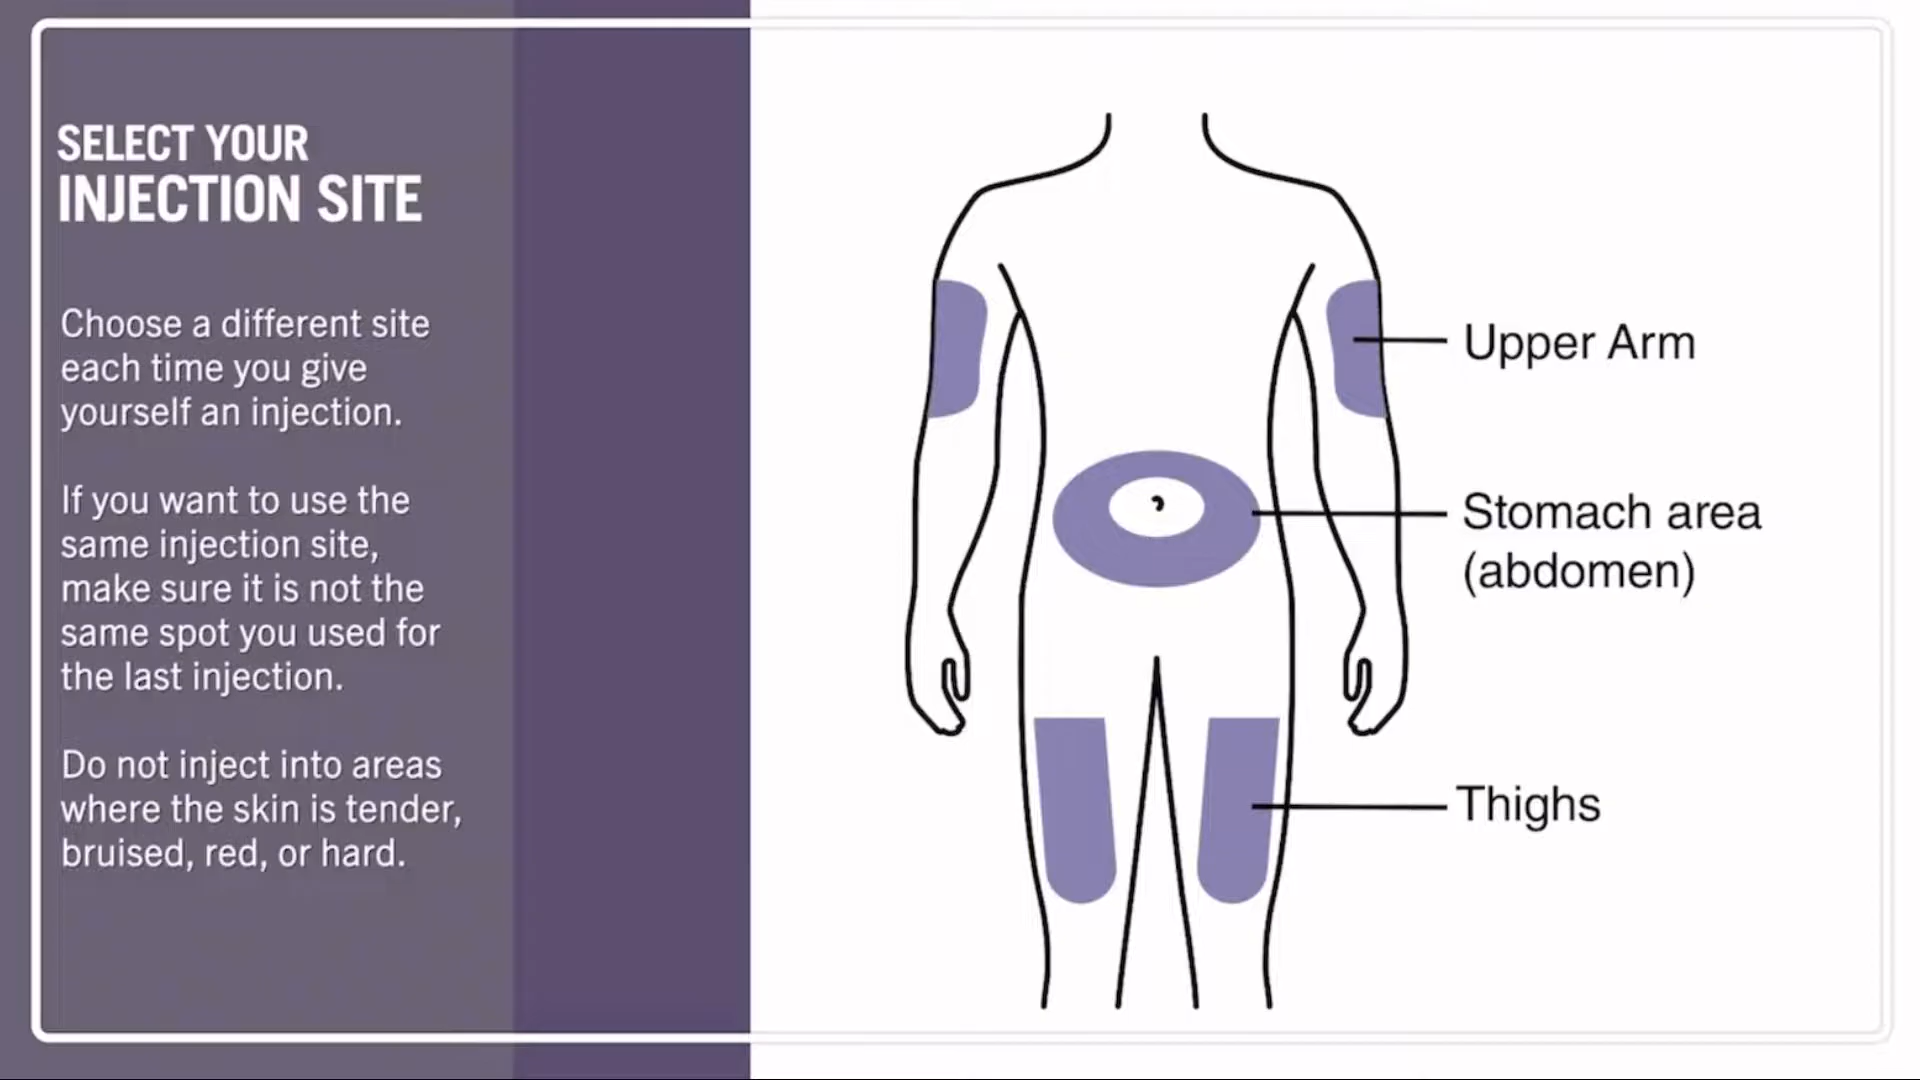 SELECT YOUR
INJECTION SITE
Choose a different site
each time you give
yourself an injection.
If you want to use the
same injection site,
make sure it is not the
same spot you used for
the last injection.
Do not inject into areas
where the skin is tender,
bruised, red, or hard.
Upper Arm
Stomach area
(abdomen)
Thighs